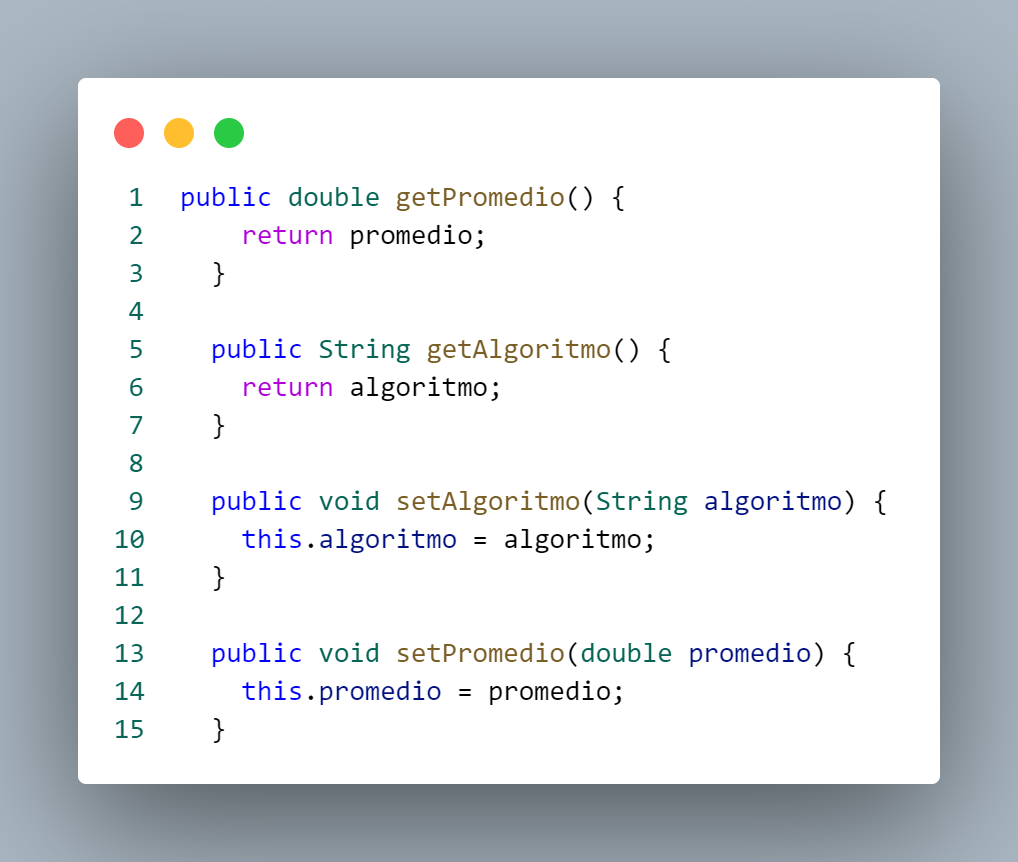 1 public double getPromedio() {
2 return promedio;
3 }
4
5 public String getAlgoritmo() {
6 return algoritmo;
7 }
8
9 public void setAlgoritmo(String algoritmo) {
10 this.algoritmo = algoritmo;
11 }
12
13 public void setPromedio(double promedio) {
14 this.promedio = promedio;
15 }